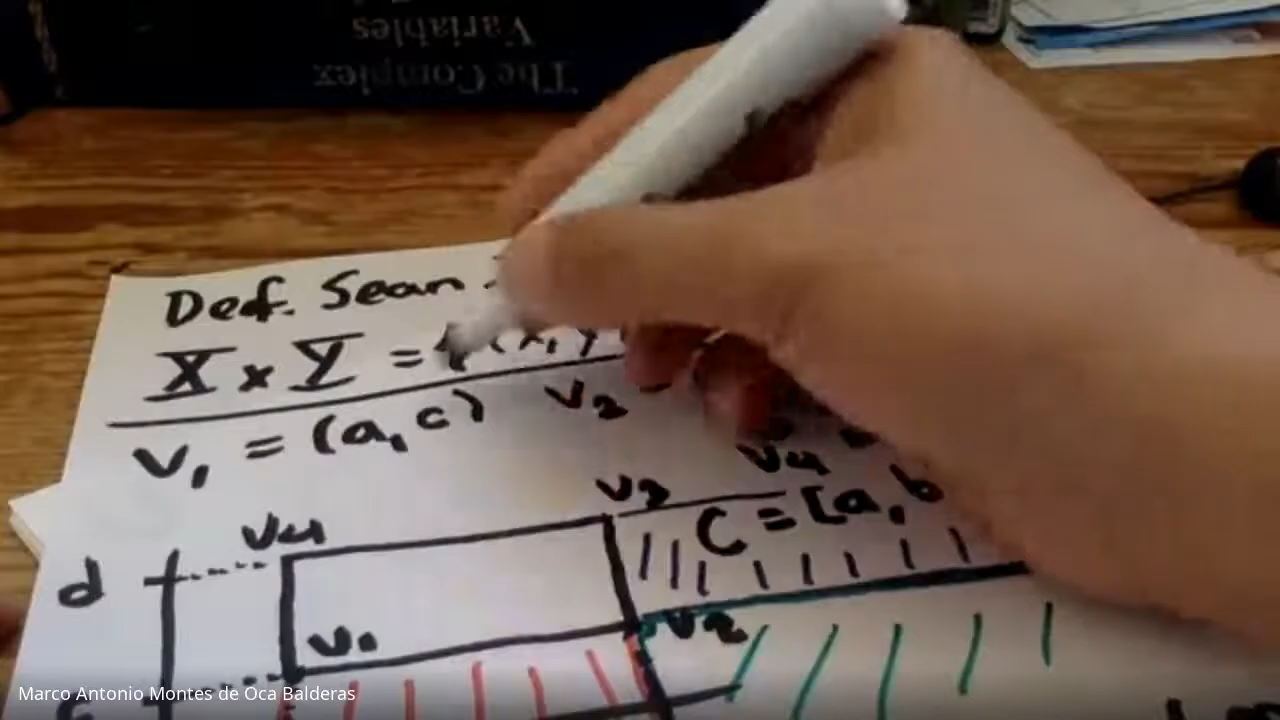 The Complex
Variables
Def. Sean
X x Y = {(x, y
V1 = (a, c) V2
V4
V3
C = [a, b
V4
d
V2
V1
c
Marco Antonio Montes de Oca Balderas